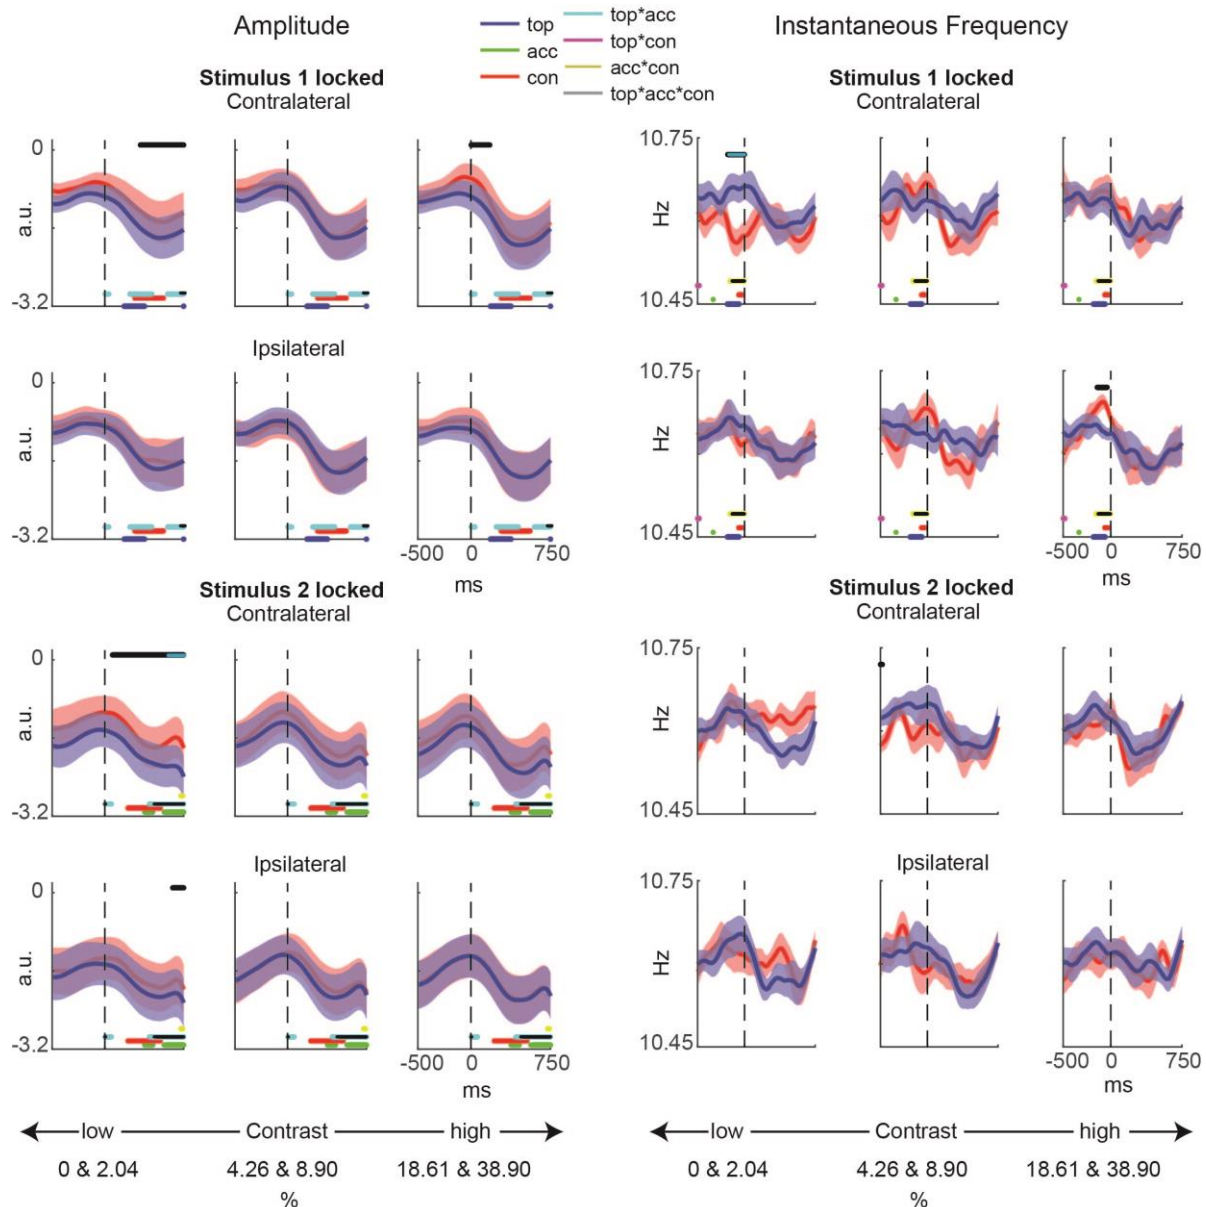 Amplitude
top
acc
con
top*acc
top*con
acc*con
top*acc*con
Instantaneous Frequency
Stimulus 1 locked
Contralateral
0
a.u.
-3.2
Ipsilateral
0
a.u.
-3.2
-500 0 750
ms
Stimulus 2 locked
Contralateral
0
a.u.
-3.2
Ipsilateral
0
a.u.
-3.2
-500 0 750
ms
low Contrast high
0 & 2.04 4.26 & 8.90 18.61 & 38.90
%
Stimulus 1 locked
Contralateral
10.75
Hz
10.45
Ipsilateral
10.75
Hz
10.45
-500 0 750
ms
Stimulus 2 locked
Contralateral
10.75
Hz
10.45
Ipsilateral
10.75
Hz
10.45
-500 0 750
ms
low Contrast high
0 & 2.04 4.26 & 8.90 18.61 & 38.90
%